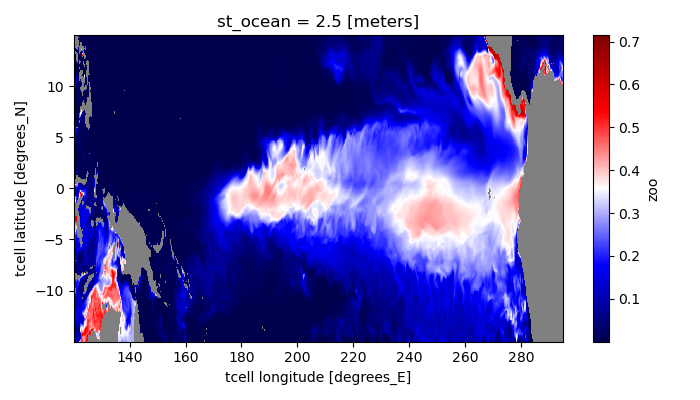 st_ocean = 2.5 [meters]
10
5
0
−5
−10
tcell latitude [degrees_N]
140 160 180 200 220 240 260 280
tcell longitude [degrees_E]
0.7
0.6
0.5
0.4
0.3
0.2
0.1
zoo